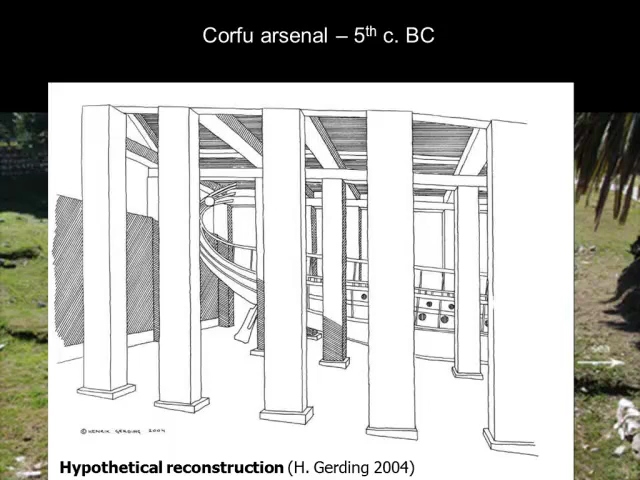 Corfu arsenal – 5th c. BC
© HENRIK GERDING 2004
Hypothetical reconstruction (H. Gerding 2004)